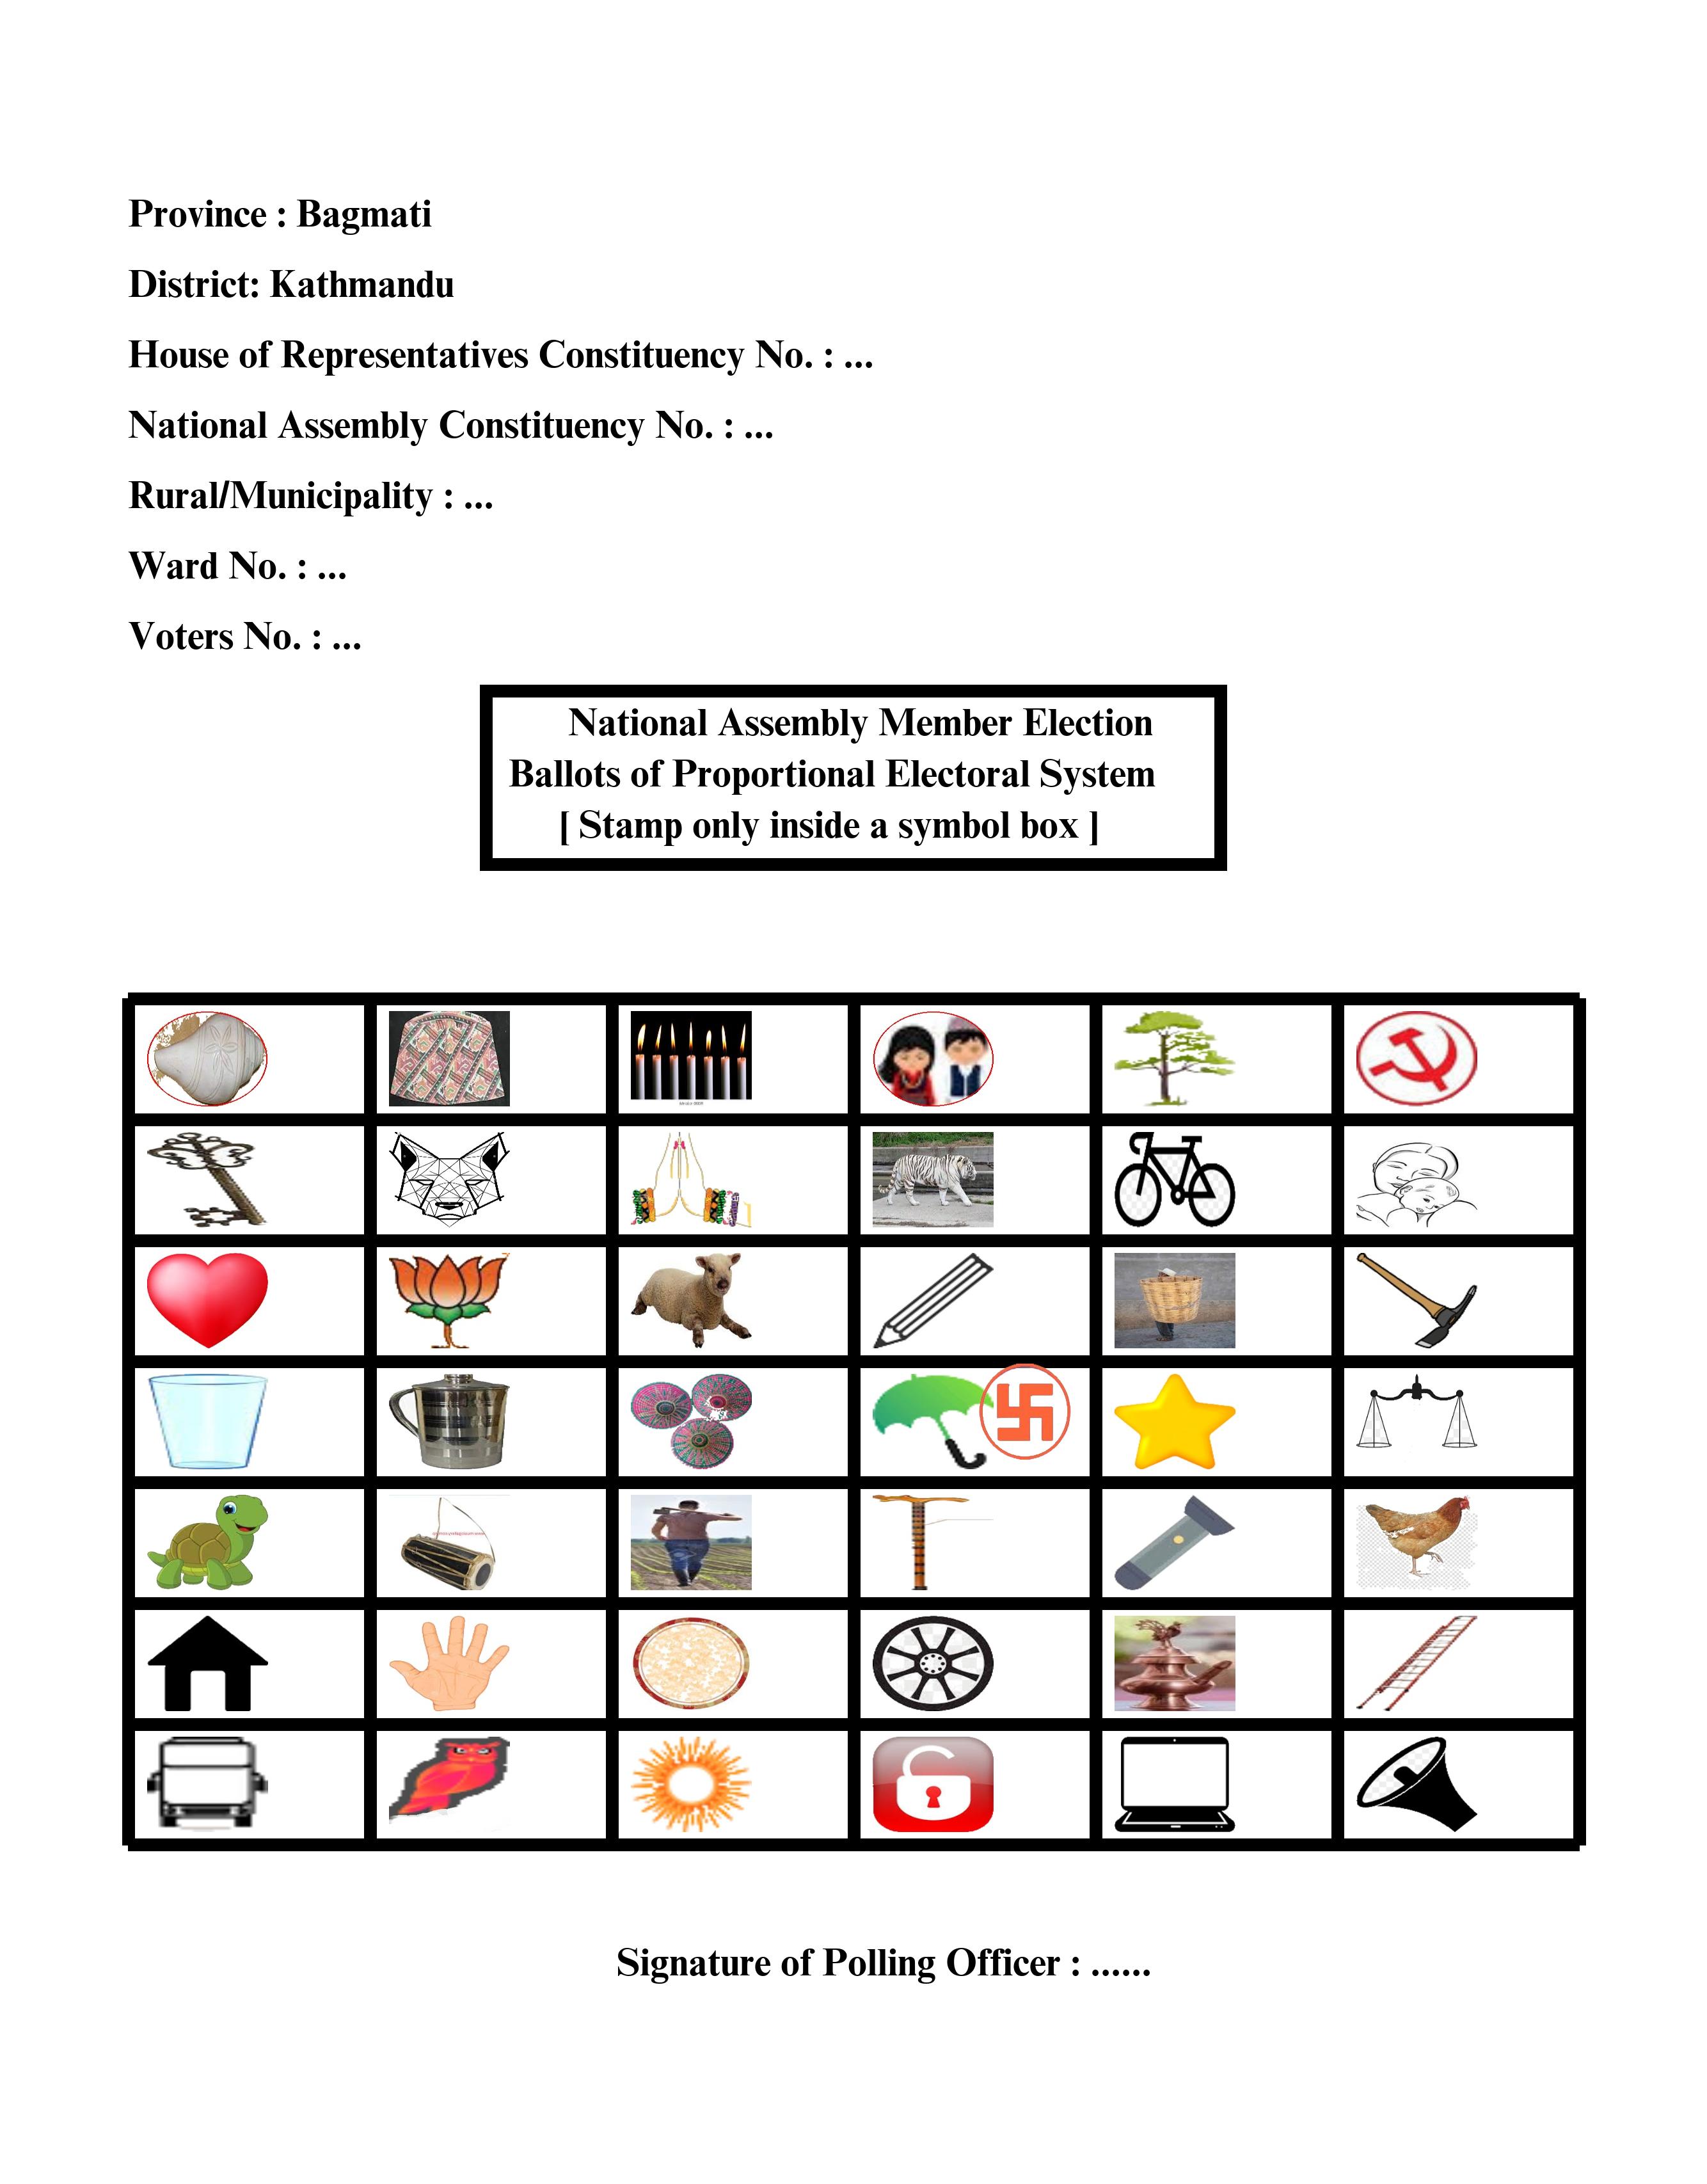 Province : Bagmati
District: Kathmandu
House of Representatives Constituency No. : ...
National Assembly Constituency No. : ...
Rural/Municipality : ...
Ward No. : ...
Voters No. : ...
National Assembly Member Election
Ballots of Proportional Electoral System
[ Stamp only inside a symbol box ]
Signature of Polling Officer : ......